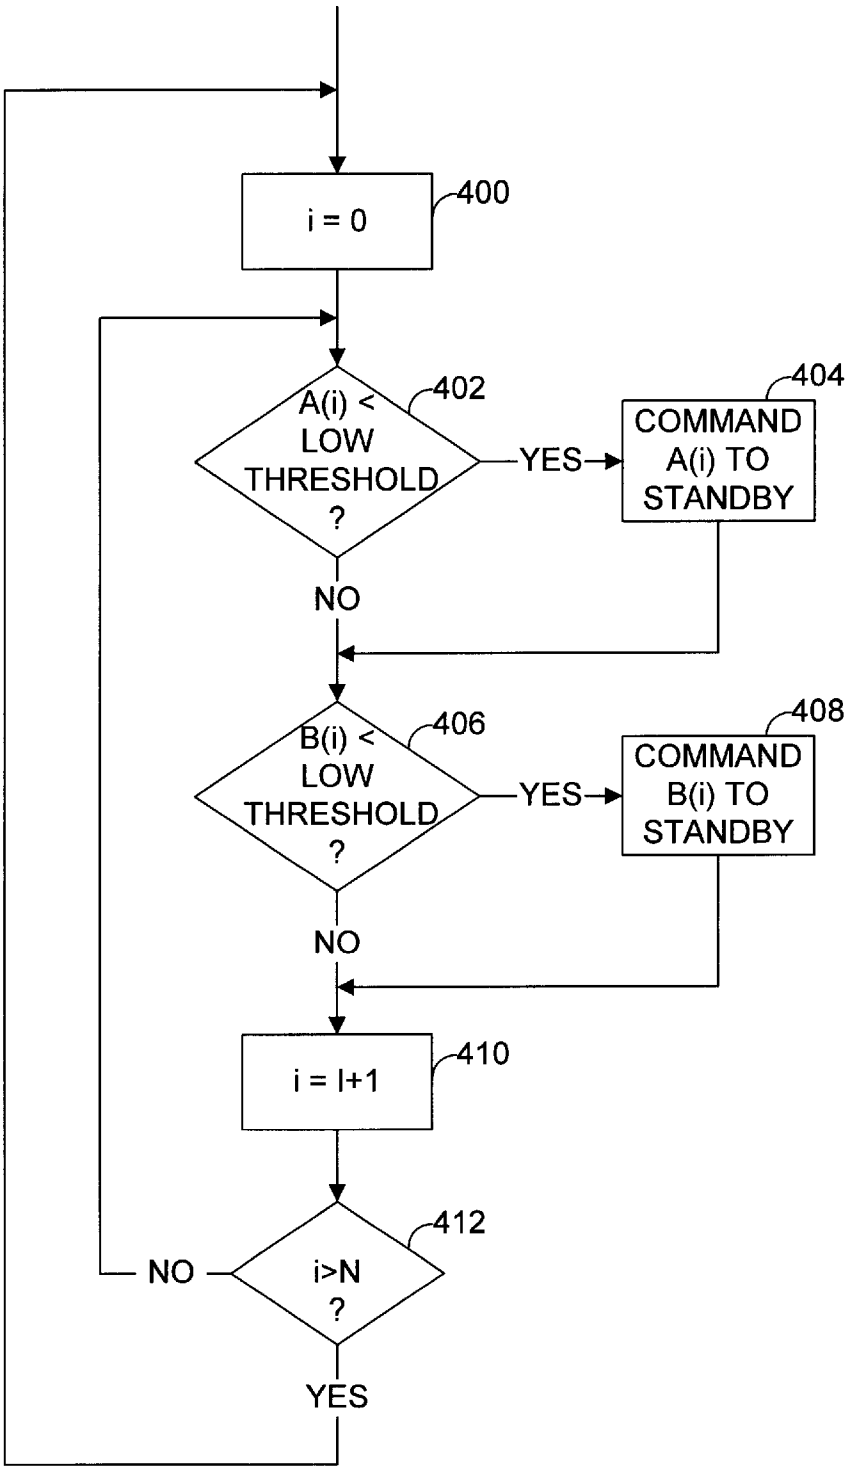 400
i = 0
402
A(i) <
LOW
THRESHOLD
?
YES
404
COMMAND
A(i) TO
STANDBY
NO
406
B(i) <
LOW
THRESHOLD
?
YES
408
COMMAND
B(i) TO
STANDBY
NO
410
i = I+1
412
i>N
?
NO
YES